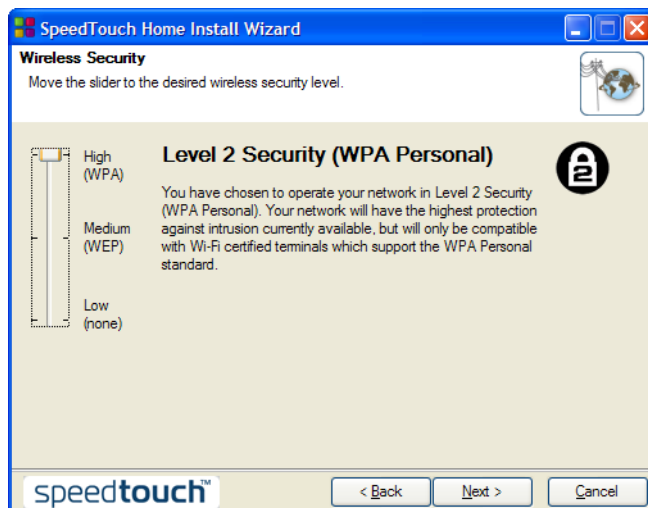 SpeedTouch Home Install Wizard
Wireless Security
Move the slider to the desired wireless security level.
High
(WPA)
Medium
(WEP)
Low
(none)
Level 2 Security (WPA Personal)
You have chosen to operate your network in Level 2 Security
(WPA Personal). Your network will have the highest protection
against intrusion currently available, but will only be compatible
with Wi-Fi certified terminals which support the WPA Personal
standard.
2
speedtouch™
< Back
Next >
Cancel